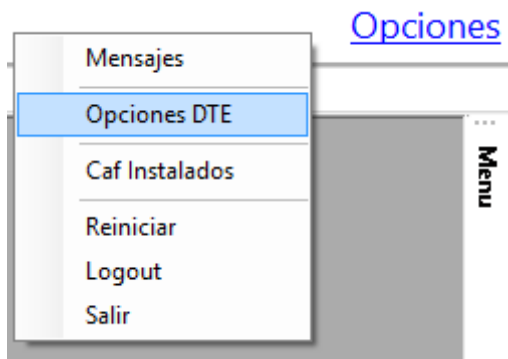 Opciones
Mensajes
Opciones DTE
Caf Instalados
Reiniciar
Logout
Salir
Menu